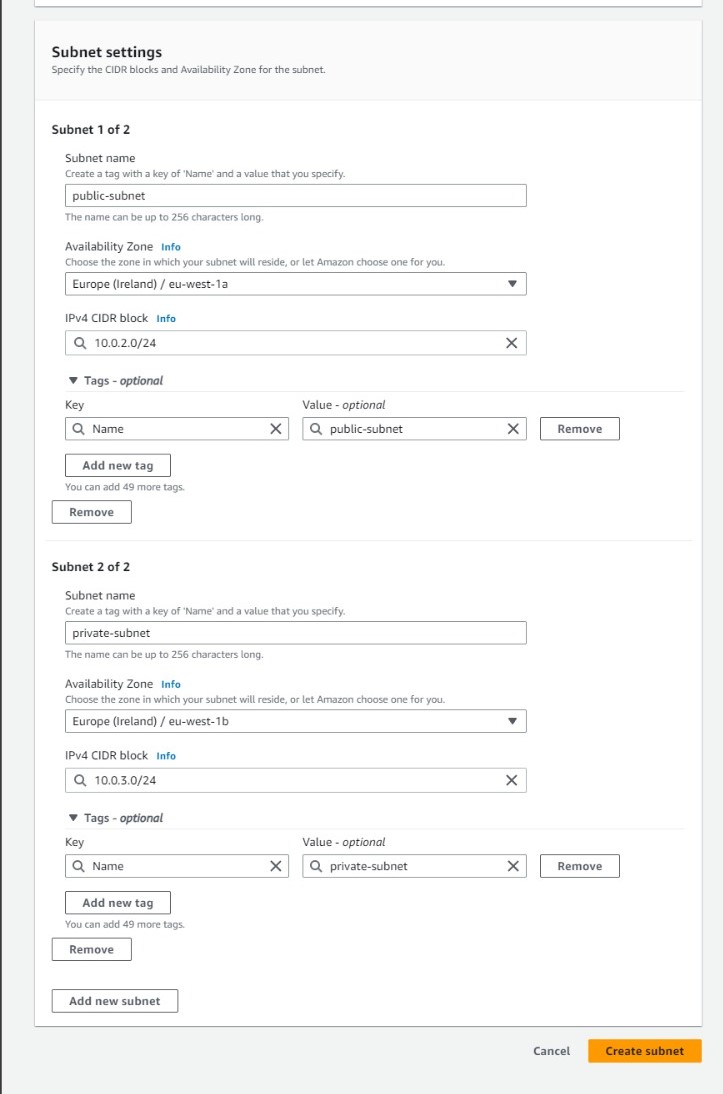 Subnet settings
Specify the CIDR blocks and Availability Zone for the subnet.
Subnet 1 of 2
Subnet name
Create a tag with a key of 'Name' and a value that you specify.
public-subnet
The name can be up to 256 characters long.
Availability Zone Info
Choose the zone in which your subnet will reside, or let Amazon choose one for you.
Europe (Ireland) / eu-west-1a
IPv4 CIDR block Info
10.0.2.0/24
Tags - optional
Key Value - optional
Name public-subnet Remove
Add new tag
You can add 49 more tags.
Remove
Subnet 2 of 2
Subnet name
Create a tag with a key of 'Name' and a value that you specify.
private-subnet
The name can be up to 256 characters long.
Availability Zone Info
Choose the zone in which your subnet will reside, or let Amazon choose one for you.
Europe (Ireland) / eu-west-1b
IPv4 CIDR block Info
10.0.3.0/24
Tags - optional
Key Value - optional
Name private-subnet Remove
Add new tag
You can add 49 more tags.
Remove
Add new subnet
Cancel Create subnet